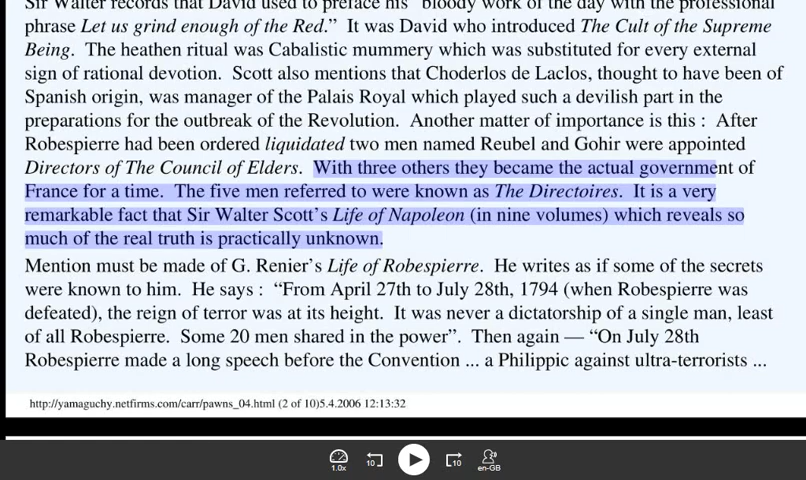 Sir Walter records that David used to preface his "bloody work of the day with the professional
phrase Let us grind enough of the Red." It was David who introduced The Cult of the Supreme
Being. The heathen ritual was Cabalistic mummery which was substituted for every external
sign of rational devotion. Scott also mentions that Choderlos de Laclos, thought to have been of
Spanish origin, was manager of the Palais Royal which played such a devilish part in the
preparations for the outbreak of the Revolution. Another matter of importance is this : After
Robespierre had been ordered liquidated two men named Reubel and Gohir were appointed
Directors of The Council of Elders. With three others they became the actual government of
France for a time. The five men referred to were known as The Directoires. It is a very
remarkable fact that Sir Walter Scott's Life of Napoleon (in nine volumes) which reveals so
much of the real truth is practically unknown.
Mention must be made of G. Renier's Life of Robespierre. He writes as if some of the secrets
were known to him. He says : "From April 27th to July 28th, 1794 (when Robespierre was
defeated), the reign of terror was at its height. It was never a dictatorship of a single man, least
of all Robespierre. Some 20 men shared in the power". Then again — "On July 28th
Robespierre made a long speech before the Convention ... a Philippic against ultra-terrorists ...
http://yamaguchy.netfirms.com/carr/pawns_04.html (2 of 10)5.4.2006 12:13:32
1.0x 10 10 en-GB